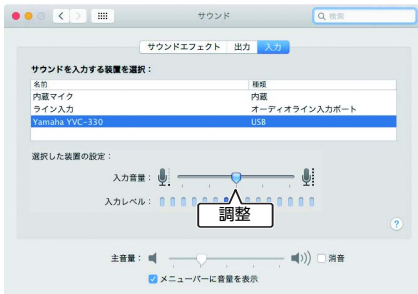 サウンド
検索
サウンドエフェクト 出力 入力
サウンドを入力する装置を選択：
名前 種類
内蔵マイク 内蔵
ライン入力 オーディオライン入力ポート
Yamaha YVC-330 USB
選択した装置の設定：
入力音量：
入力レベル：
調整
?
主音量： 消音
メニューバーに音量を表示